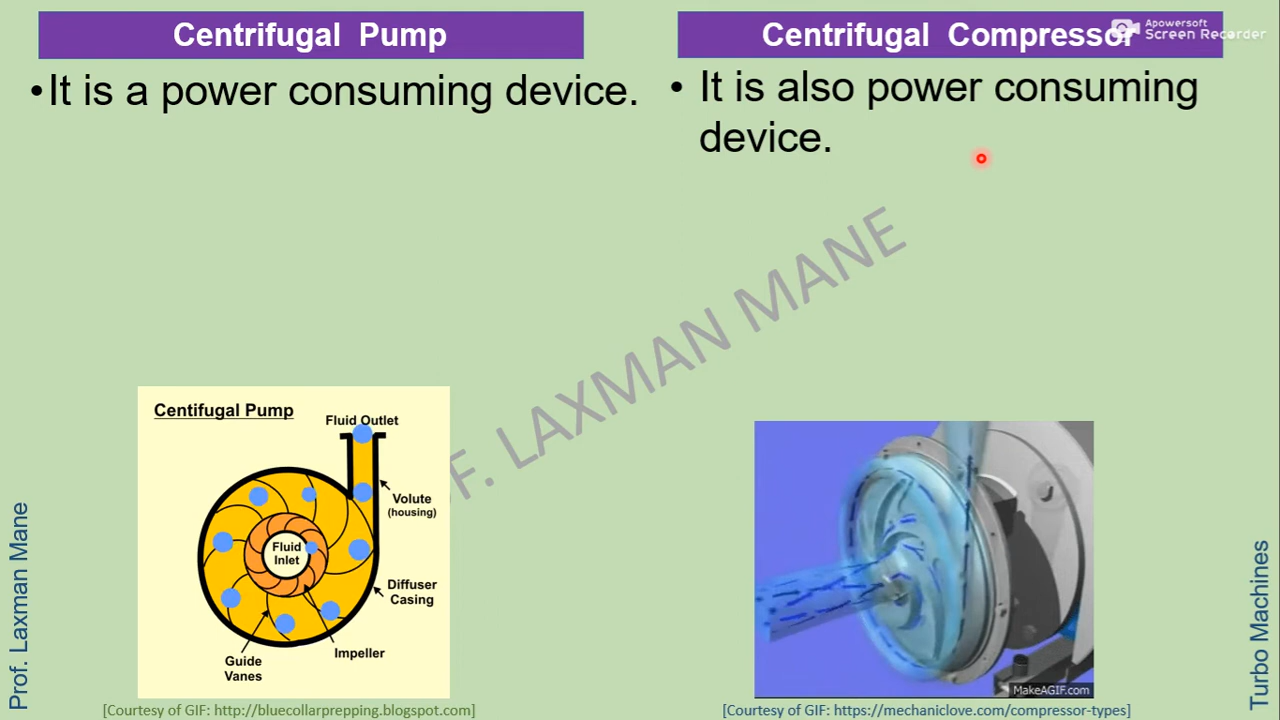 Centrifugal Pump
Centrifugal Compressor
Apowersoft
Screen Recorder
•It is a power consuming device.
• It is also power consuming
device.
PROF. LAXMAN MANE
Centifugal Pump
Fluid Outlet
Volute
(housing)
Fluid
Inlet
Diffuser
Casing
Impeller
Guide
Vanes
MakeAGIF.com
[Courtesy of GIF: http://bluecollarprepping.blogspot.com]
[Courtesy of GIF: https://mechaniclove.com/compressor-types]
Prof. Laxman Mane
Turbo Machines